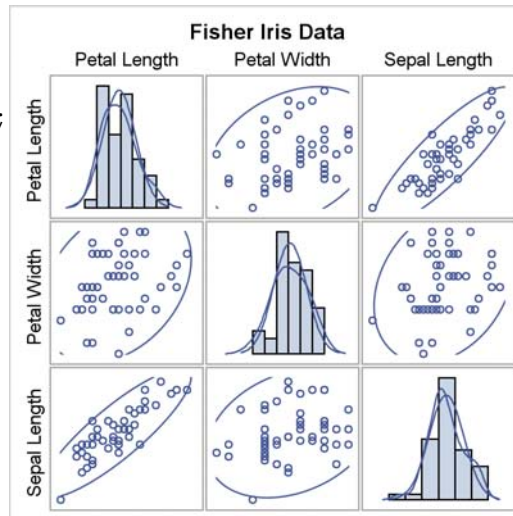 Fisher Iris Data
Petal Length Petal Width Sepal Length
Petal Length
Petal Width
Sepal Length
;